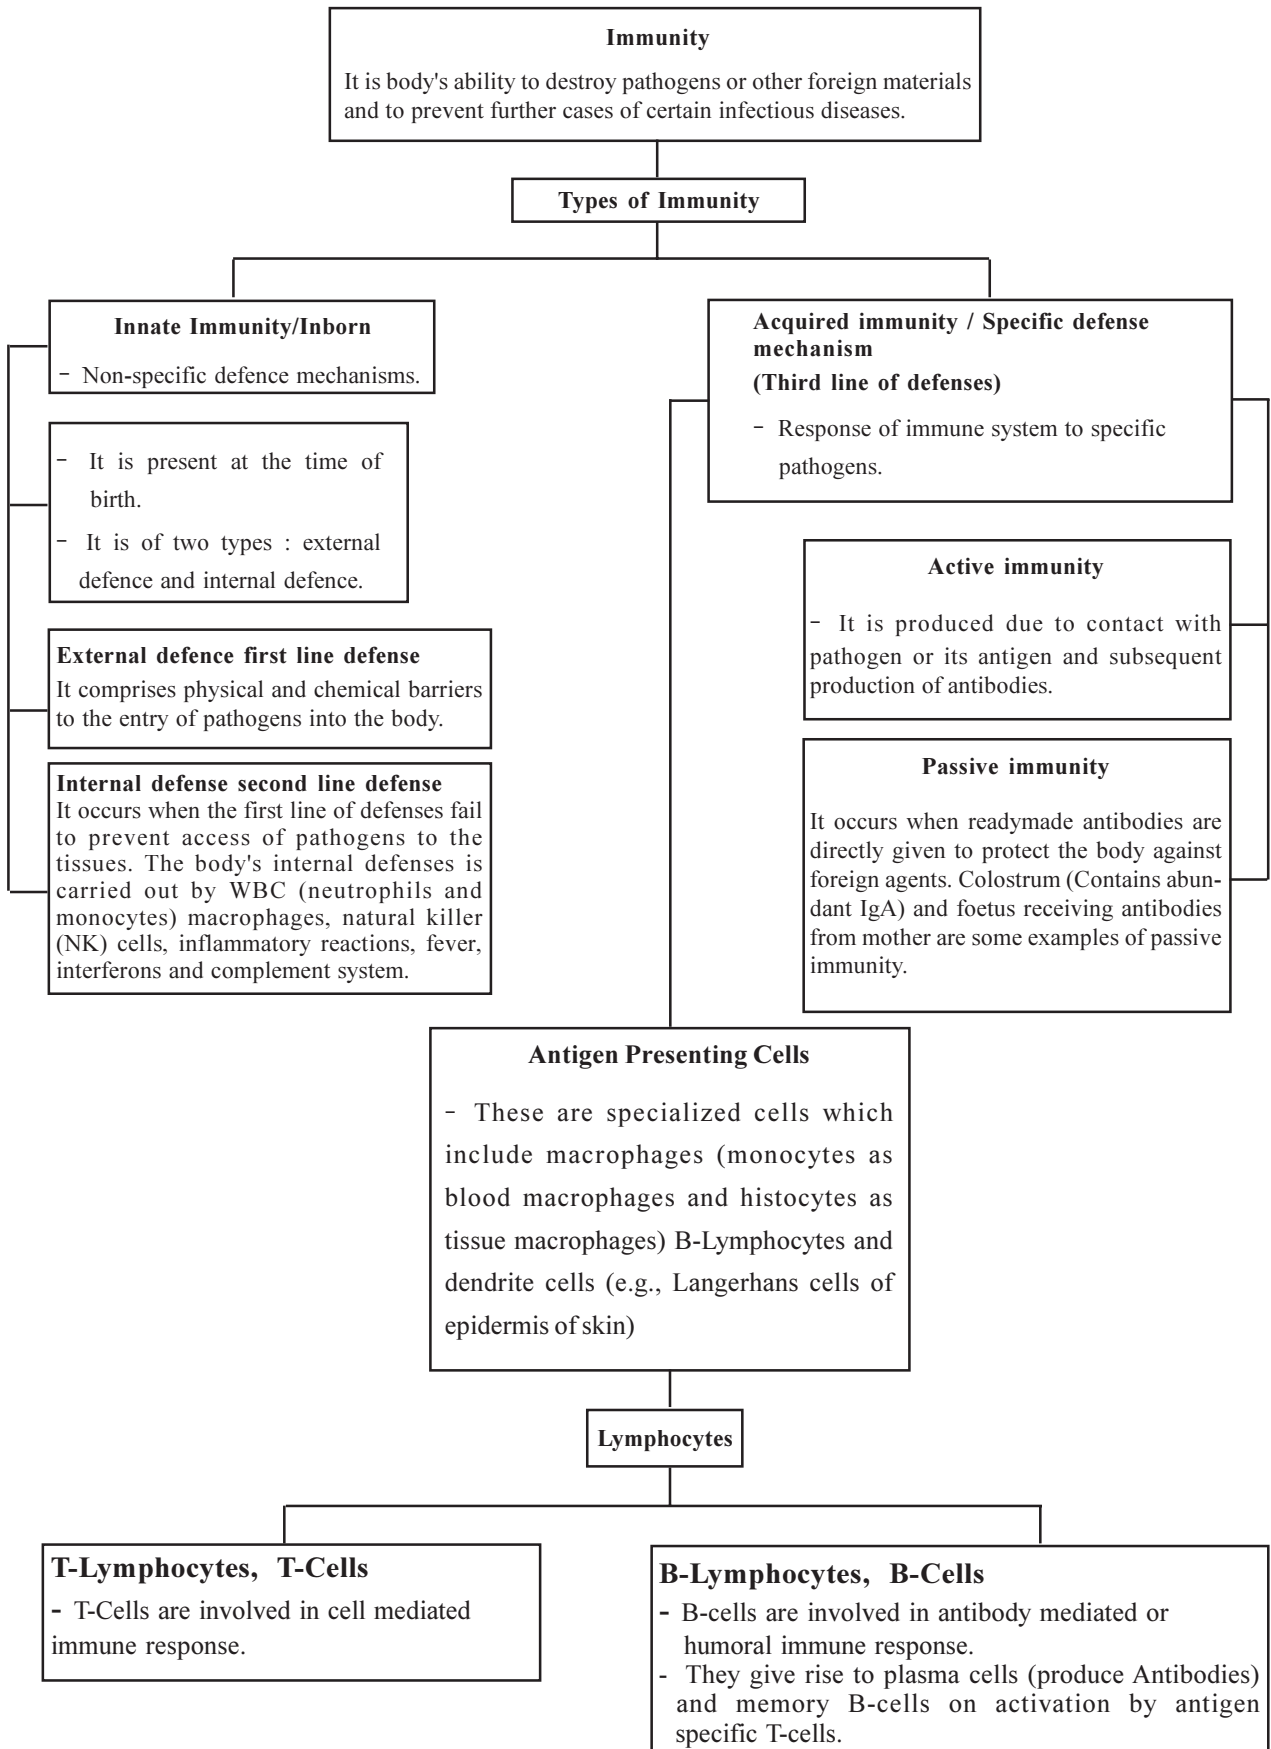 Immunity
It is body's ability to destroy pathogens or other foreign materials
and to prevent further cases of certain infectious diseases.
Types of Immunity
Innate Immunity/Inborn
– Non-specific defence mechanisms.
– It is present at the time of
birth.
– It is of two types : external
defence and internal defence.
External defence first line defense
It comprises physical and chemical barriers
to the entry of pathogens into the body.
Internal defense second line defense
It occurs when the first line of defenses fail
to prevent access of pathogens to the
tissues. The body's internal defenses is
carried out by WBC (neutrophils and
monocytes) macrophages, natural killer
(NK) cells, inflammatory reactions, fever,
interferons and complement system.
Acquired immunity / Specific defense
mechanism
(Third line of defenses)
– Response of immune system to specific
pathogens.
Active immunity
– It is produced due to contact with
pathogen or its antigen and subsequent
production of antibodies.
Passive immunity
It occurs when readymade antibodies are
directly given to protect the body against
foreign agents. Colostrum (Contains abun-
dant IgA) and foetus receiving antibodies
from mother are some examples of passive
immunity.
Antigen Presenting Cells
– These are specialized cells which
include macrophages (monocytes as
blood macrophages and histocytes as
tissue macrophages) B-Lymphocytes and
dendrite cells (e.g., Langerhans cells of
epidermis of skin)
Lymphocytes
T-Lymphocytes, T-Cells
- T-Cells are involved in cell mediated
immune response.
B-Lymphocytes, B-Cells
- B-cells are involved in antibody mediated or
humoral immune response.
- They give rise to plasma cells (produce Antibodies)
and memory B-cells on activation by antigen
specific T-cells.